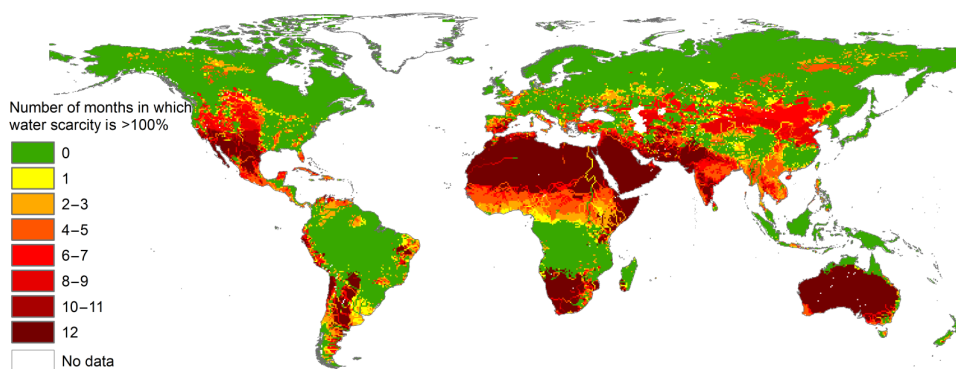 Number of months in which
water scarcity is >100%
0
1
2–3
4–5
6–7
8–9
10–11
12
No data